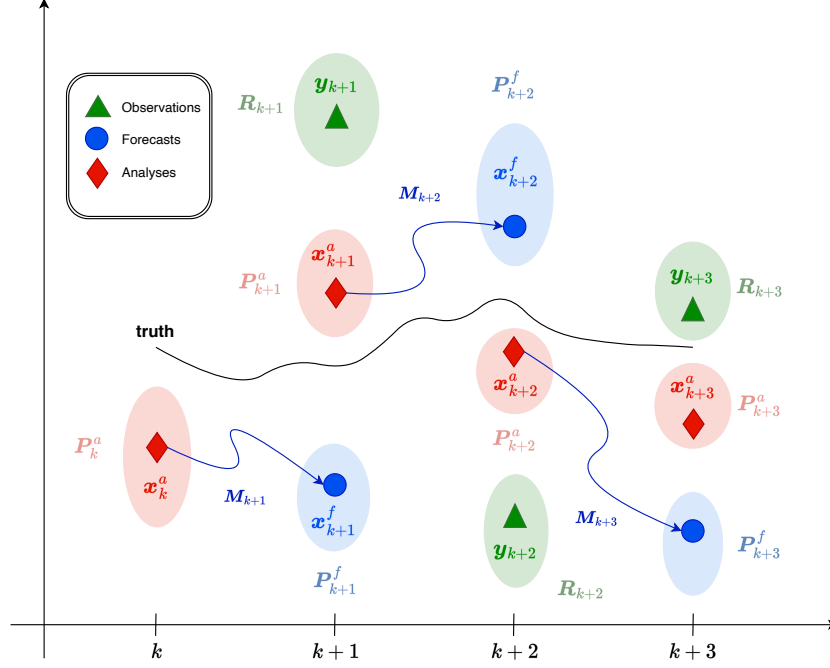 Observations
Forecasts
Analyses
R_{k+1}
y_{k+1}
P^f_{k+2}
x^f_{k+2}
M_{k+2}
x^a_{k+1}
P^a_{k+1}
y_{k+3}
R_{k+3}
truth
x^a_{k+2}
P^a_{k+2}
x^a_{k+3}
P^a_{k+3}
P^a_k
x^a_k
M_{k+1}
x^f_{k+1}
P^f_{k+1}
y_{k+2}
R_{k+2}
M_{k+3}
P^f_{k+3}
k
k + 1
k + 2
k + 3